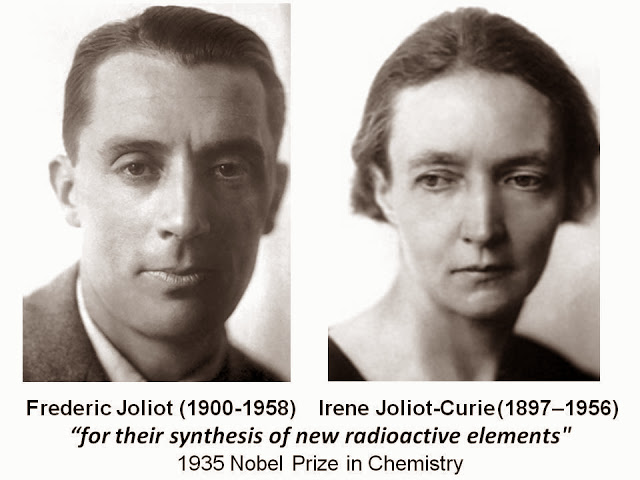 Frederic Joliot (1900-1958) Irene Joliot-Curie(1897–1956)
“for their synthesis of new radioactive elements"
1935 Nobel Prize in Chemistry